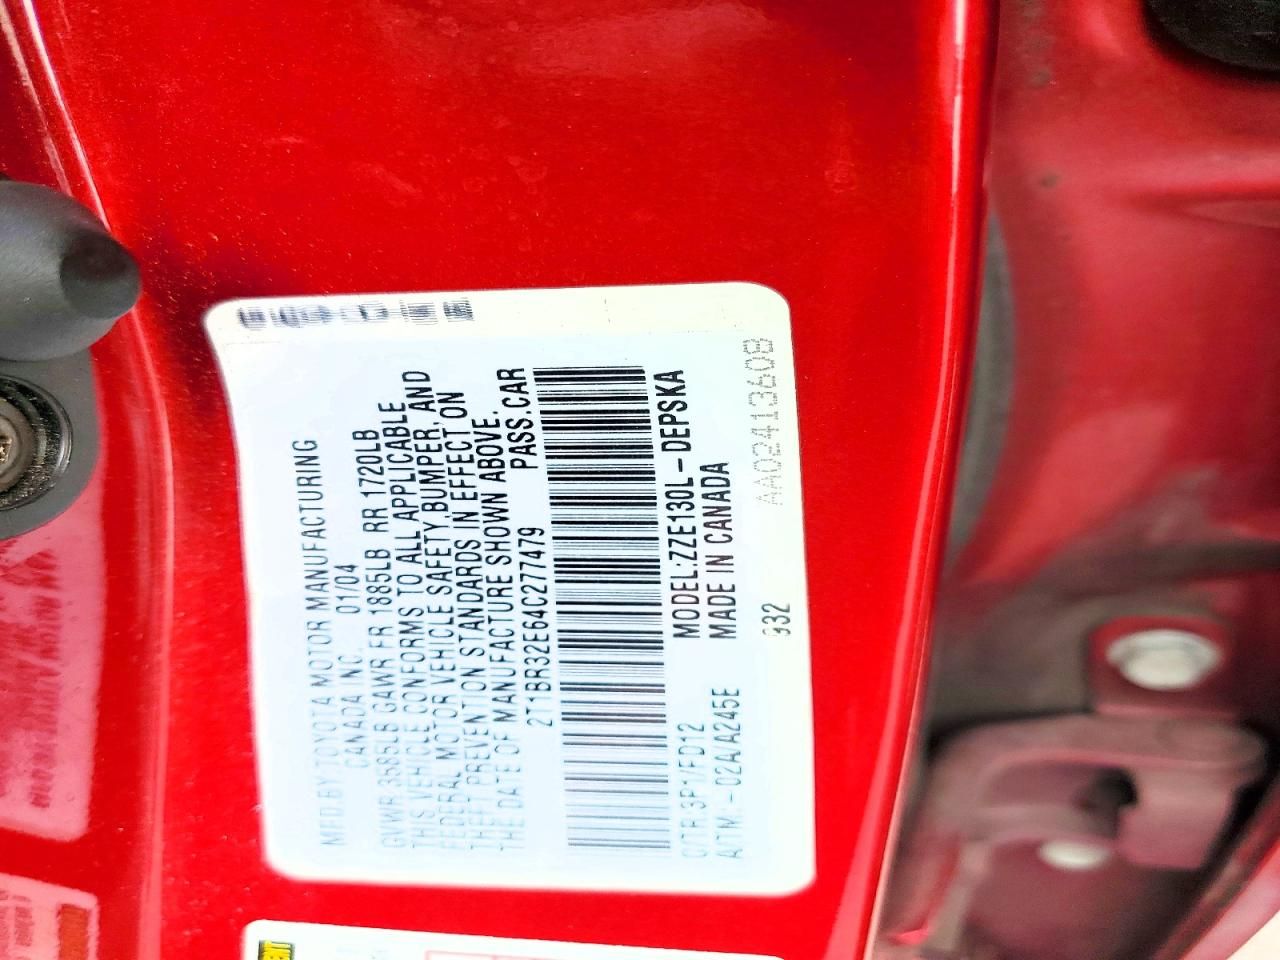 MFD.BY TOYOTA MOTOR MANUFACTURING
CANADA INC. 01/04
GVWR 3585LB GAWR FR 1885LB RR 1720LB
THIS VEHICLE CONFORMS TO ALL APPLICABLE
FEDERAL MOTOR VEHICLE SAFETY,BUMPER, AND
THEFT PREVENTION STANDARDS IN EFFECT ON
THE DATE OF MANUFACTURE SHOWN ABOVE.
2T1BR32E64C277479 PASS.CAR
C/TR:3P1/FD12 MODEL:ZZE130L-DEPSKA
A/TM:-02A/A245E MADE IN CANADA
G32 AA02413608